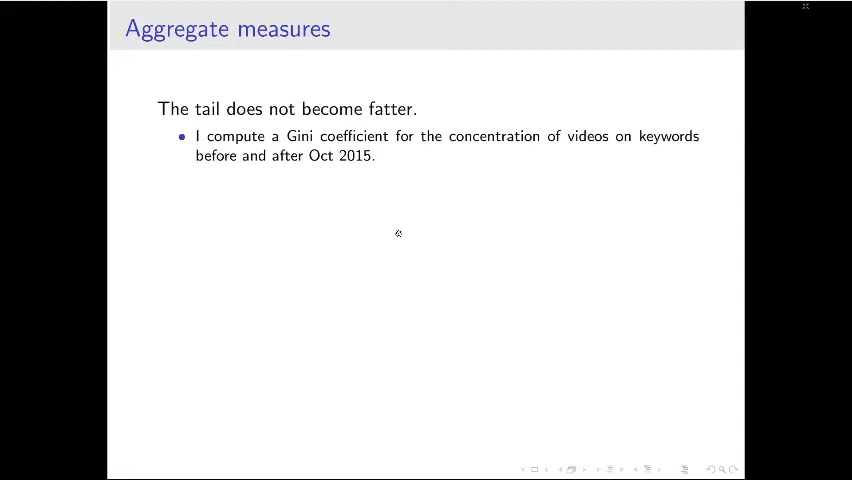 Aggregate measures
The tail does not become fatter.
• I compute a Gini coefficient for the concentration of videos on keywords
before and after Oct 2015.